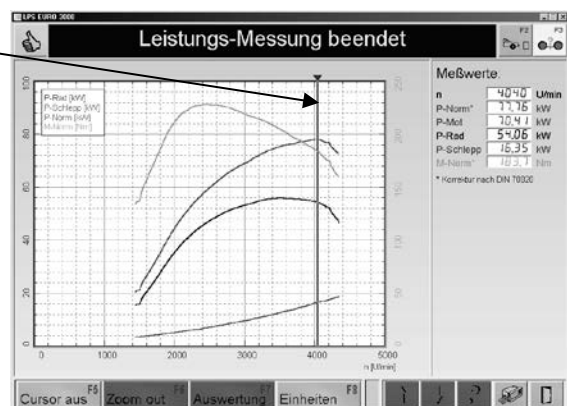 LPS EURO 3000
Leistungs-Messung beendet
F2
F3
Meßwerte:
n 4040 U/min
P-Norm* 77,76 kW
P-Mot 70,41 kW
P-Rad 54,06 kW
P-Schlepp 16,35 kW
M-Norm* 183,7 Nm
* Korrektur nach DIN 70020
P-Rad [kW]
P-Schlepp [kW]
P-Norm [kW]
M-Norm [Nm]
100
80
60
40
20
0
250
200
150
100
50
0
0 1000 2000 3000 4000 5000
n [U/min]
Cursor aus F5
Zoom out F6
Auswertung F7
Einheiten F8